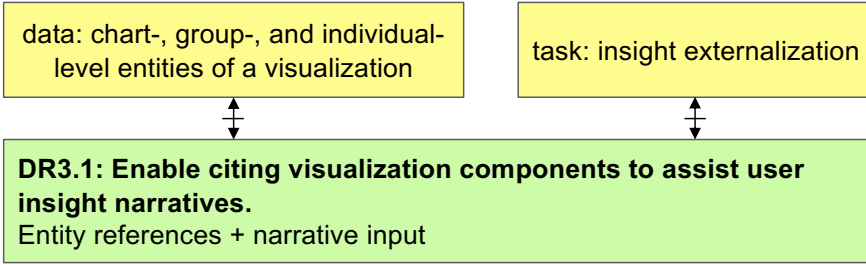 data: chart-, group-, and individual-
level entities of a visualization
task: insight externalization
DR3.1: Enable citing visualization components to assist user
insight narratives.
Entity references + narrative input